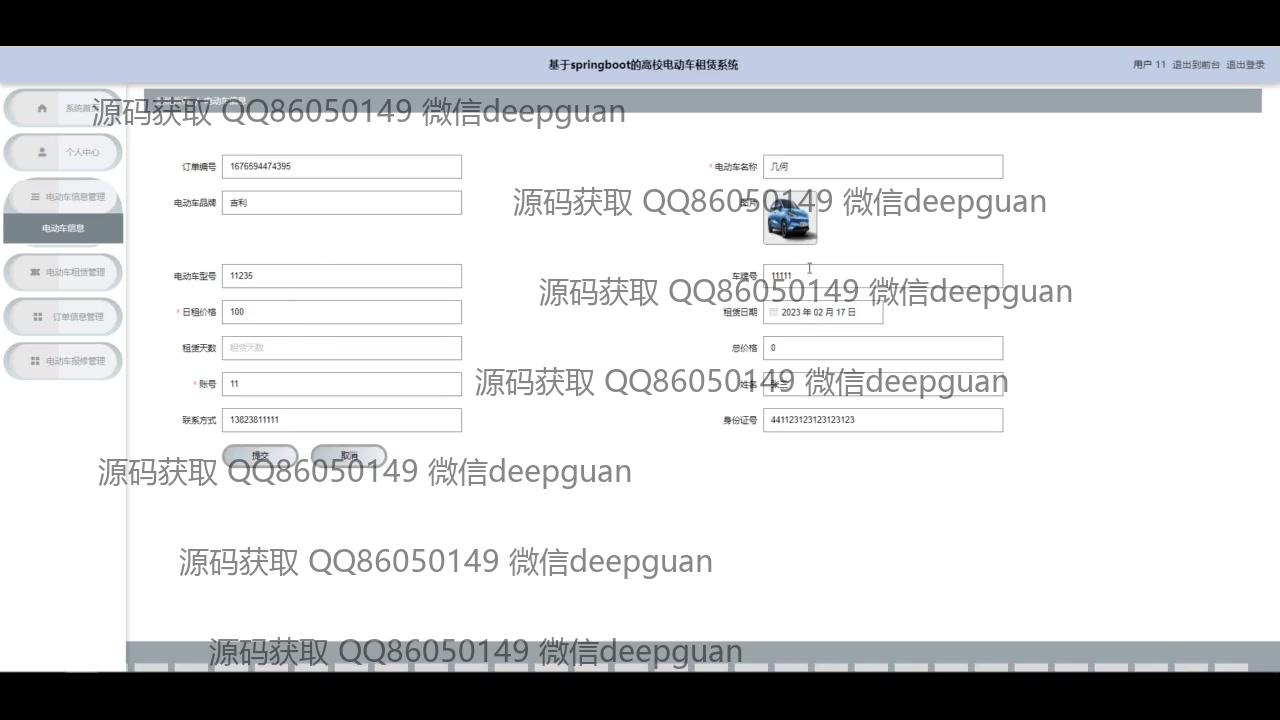 基于springboot的高校电动车租赁系统
用户 11 退出到前台 退出登录
系统首页
源码获取 QQ86050149 微信deepguan
电动车信息
个人中心
电动车信息管理
电动车信息
电动车租赁管理
订单信息管理
电动车报修管理
订单编号 1676594474395
* 电动车名称 几何
电动车品牌 吉利
图片
源码获取 QQ86050149 微信deepguan
电动车型号 11235
车牌号 11111
源码获取 QQ86050149 微信deepguan
* 日租价格 100
租赁日期 2023 年 02 月 17 日
租赁天数 租赁天数
总价格 0
* 账号 11
姓名 张三
源码获取 QQ86050149 微信deepguan
联系方式 13823811111
身份证号 441123123123123123
提交 取消
源码获取 QQ86050149 微信deepguan
源码获取 QQ86050149 微信deepguan
源码获取 QQ86050149 微信deepguan